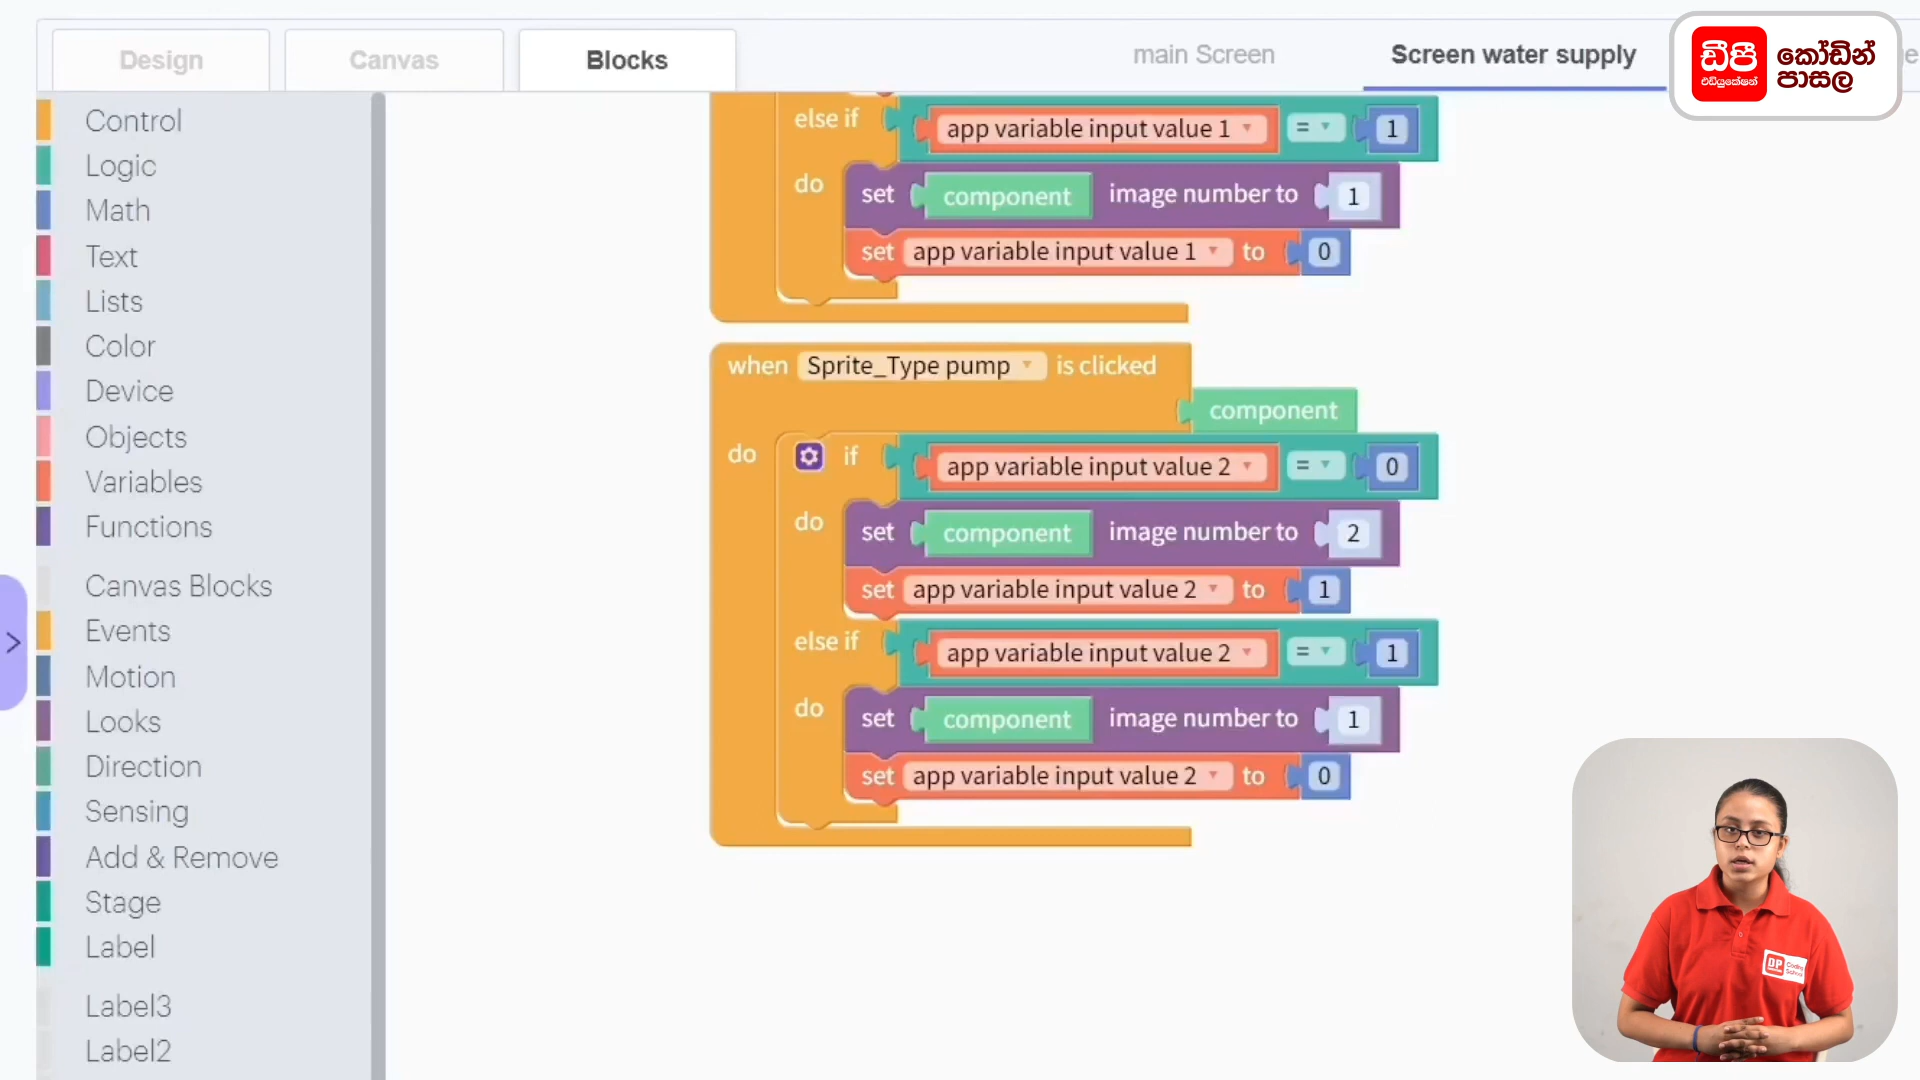 Design
Canvas
Blocks
main Screen
Screen water supply
ඩීපී
එඩියුකේෂන්
කෝඩින්
පාසල
Control
Logic
Math
Text
Lists
Color
Device
Objects
Variables
Functions
Canvas Blocks
Events
Motion
Looks
Direction
Sensing
Add & Remove
Stage
Label
Label3
Label2
else if app variable input value 1 = 1
do set component image number to 1
set app variable input value 1 to 0
when Sprite_Type pump is clicked
component
do if app variable input value 2 = 0
do set component image number to 2
set app variable input value 2 to 1
else if app variable input value 2 = 1
do set component image number to 1
set app variable input value 2 to 0
DP
Coding
School